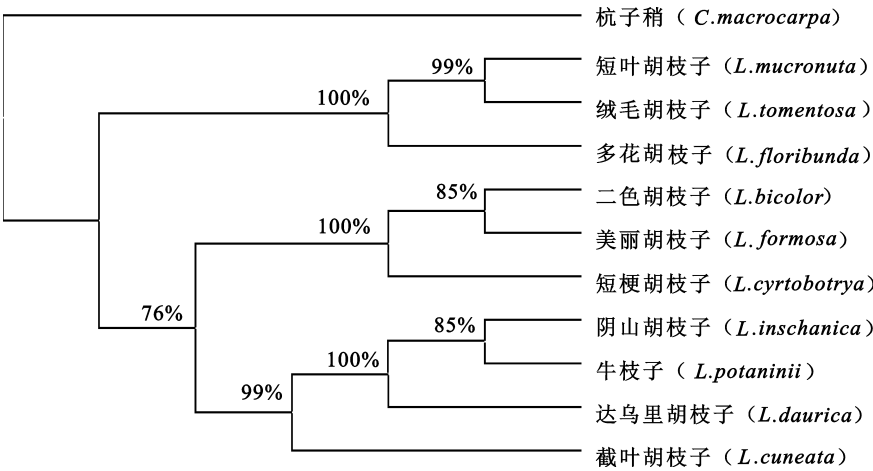 杭子稍（C.macrocarpa)
99%
短叶胡枝子（L.mucronuta）
100%
绒毛胡枝子（L.tomentosa）
多花胡枝子（L.floribunda）
85%
二色胡枝子（L.bicolor）
100%
美丽胡枝子（L.formosa）
短梗胡枝子（L.cyrtobotrya）
76%
85%
阴山胡枝子（L.inschanica）
100%
牛枝子（L.potaninii）
99%
达乌里胡枝子（L.daurica）
截叶胡枝子（L.cuneata）